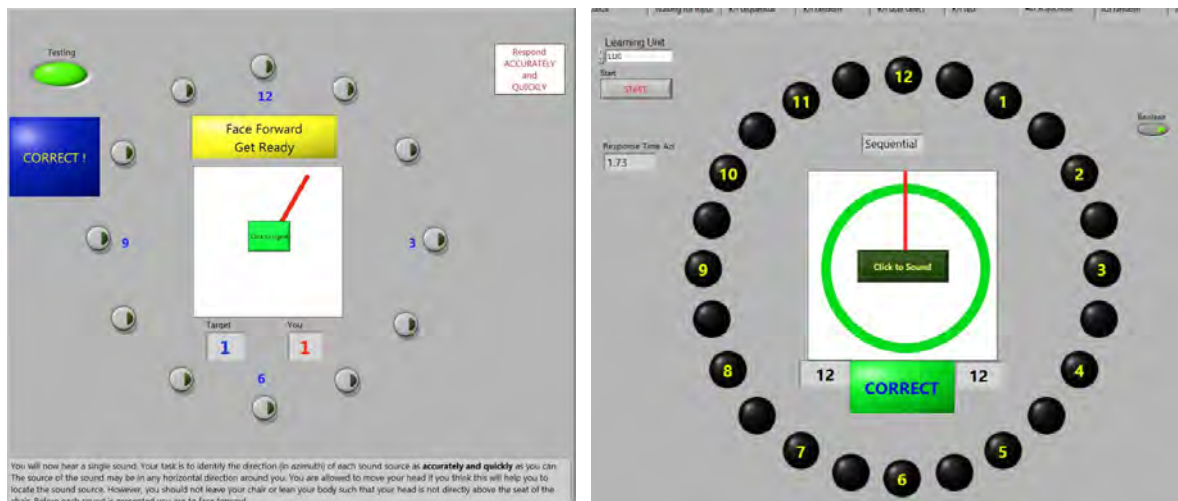 Testing
Respond
ACCURATELY
and
QUICKLY
12
Face Forward
Get Ready
CORRECT !
9
3
Target
You
1
1
6
You will now hear a single sound. Your task is to identify the direction (in azimuth) of each sound source as accurately and quickly as you can.
The source of the sound may be in any horizontal direction around you. You are allowed to move your head if you think this will help you to
locate the sound source. However, you should not leave your chair or lean your body such that your head is not directly above the seat of the
Learning Unit
Start
START
Response Time Act
1.73
Sequential
12
11
1
10
2
9
Click to Sound
3
8
4
12
CORRECT
12
7
5
6